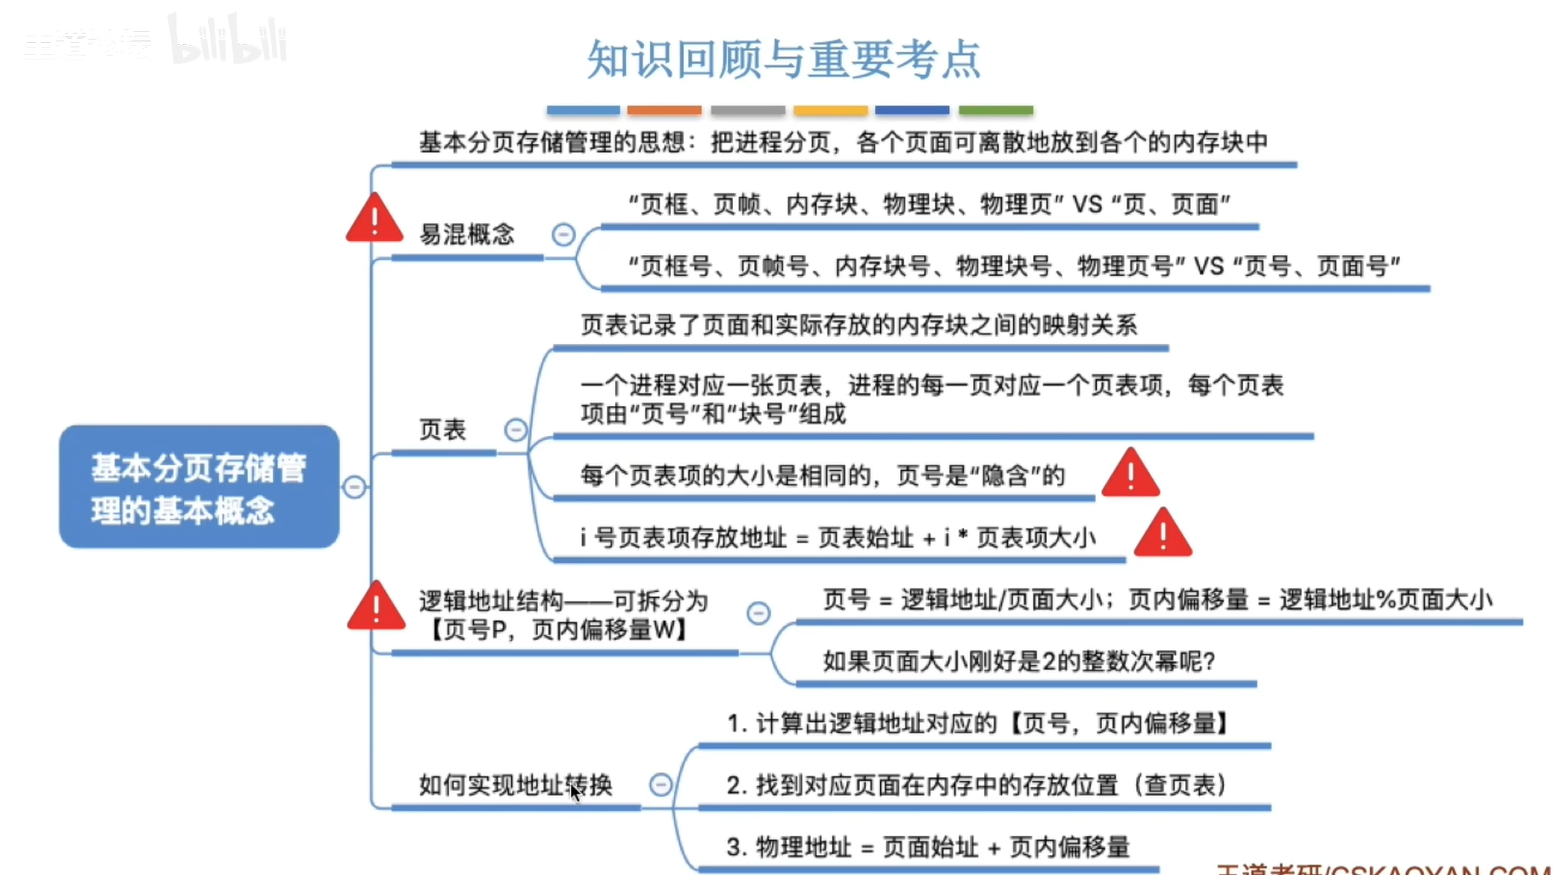 bilibili
知识回顾与重要考点
基本分页存储管理的思想：把进程分页，各个页面可离散地放到各个的内存块中
易混概念
“页框、页帧、内存块、物理块、物理页” VS “页、页面”
“页框号、页帧号、内存块号、物理块号、物理页号” VS “页号、页面号”
页表
页表记录了页面和实际存放的内存块之间的映射关系
一个进程对应一张页表，进程的每一页对应一个页表项，每个页表
项由“页号”和“块号”组成
每个页表项的大小是相同的，页号是“隐含”的
i 号页表项存放地址 = 页表始址 + i * 页表项大小
基本分页存储管
理的基本概念
逻辑地址结构——可拆分为
【页号P，页内偏移量W】
页号 = 逻辑地址/页面大小；页内偏移量 = 逻辑地址%页面大小
如果页面大小刚好是2的整数次幂呢？
如何实现地址转换
1. 计算出逻辑地址对应的【页号，页内偏移量】
2. 找到对应页面在内存中的存放位置（查页表）
3. 物理地址 = 页面始址 + 页内偏移量
王道考研/CSKAOYAN.COM